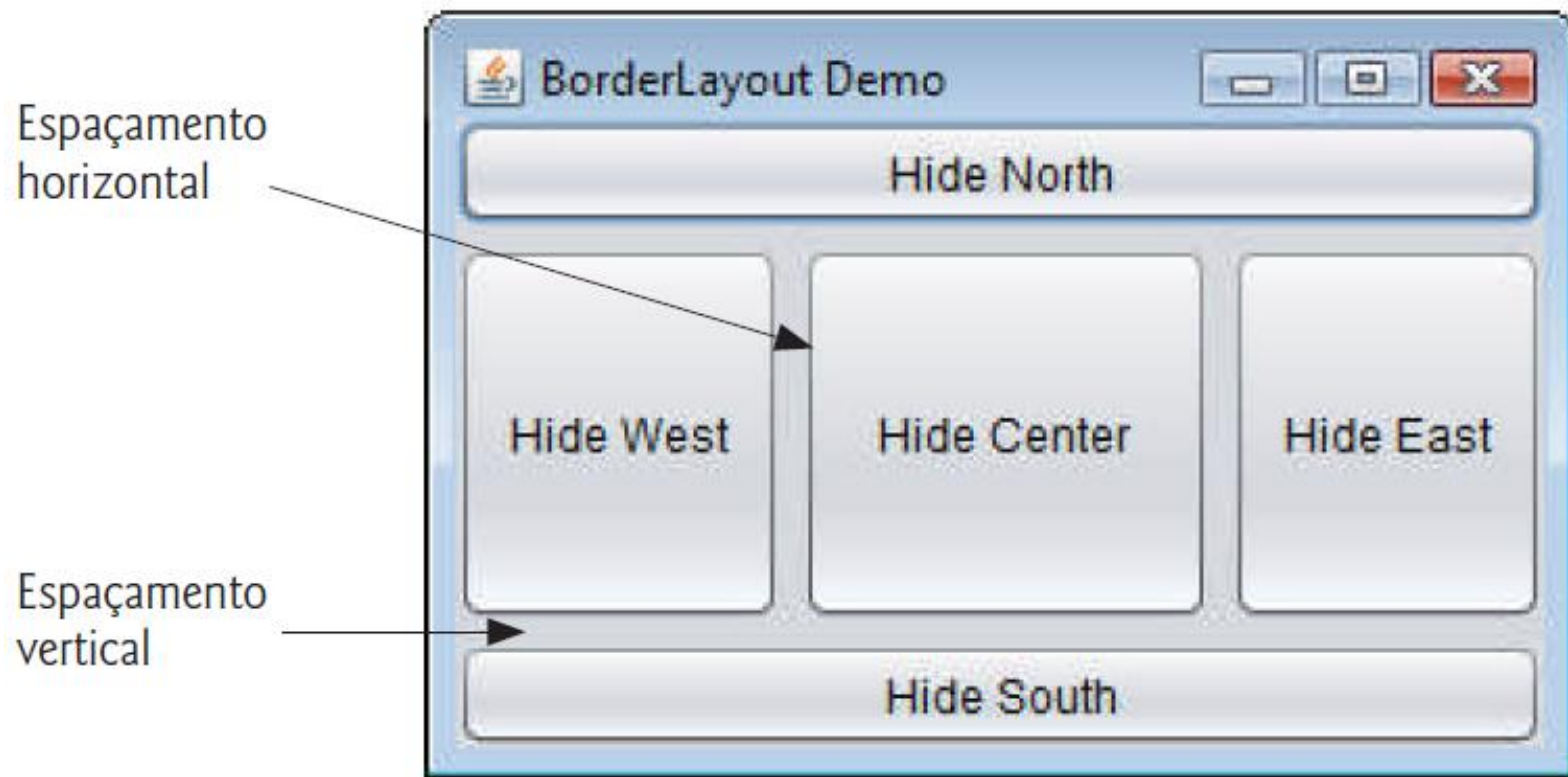 BorderLayout Demo
Espaçamento
horizontal
Hide North
Hide West
Hide Center
Hide East
Espaçamento
vertical
Hide South